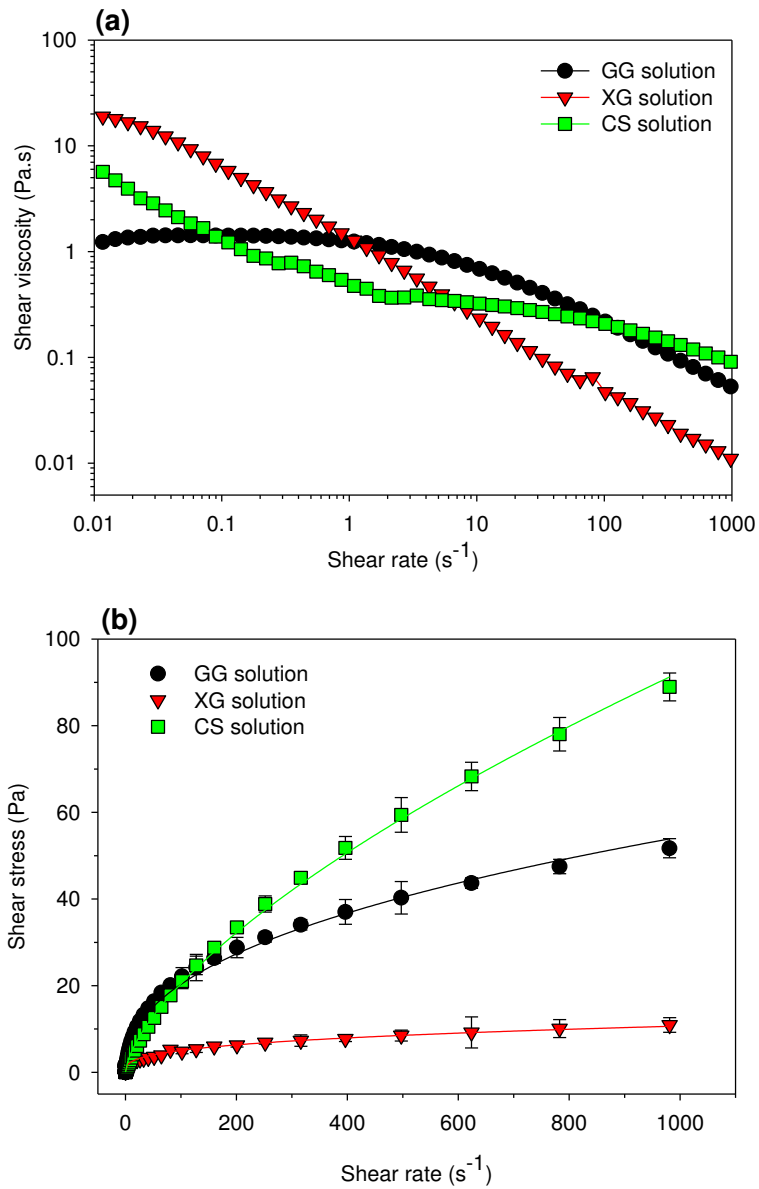 (a)
100
10
1
0.1
0.01
Shear viscosity (Pa.s)
GG solution
XG solution
CS solution
0.01 0.1 1 10 100 1000
Shear rate (s⁻¹)
(b)
100
80
60
40
20
0
Shear stress (Pa)
GG solution
XG solution
CS solution
0 200 400 600 800 1000
Shear rate (s⁻¹)